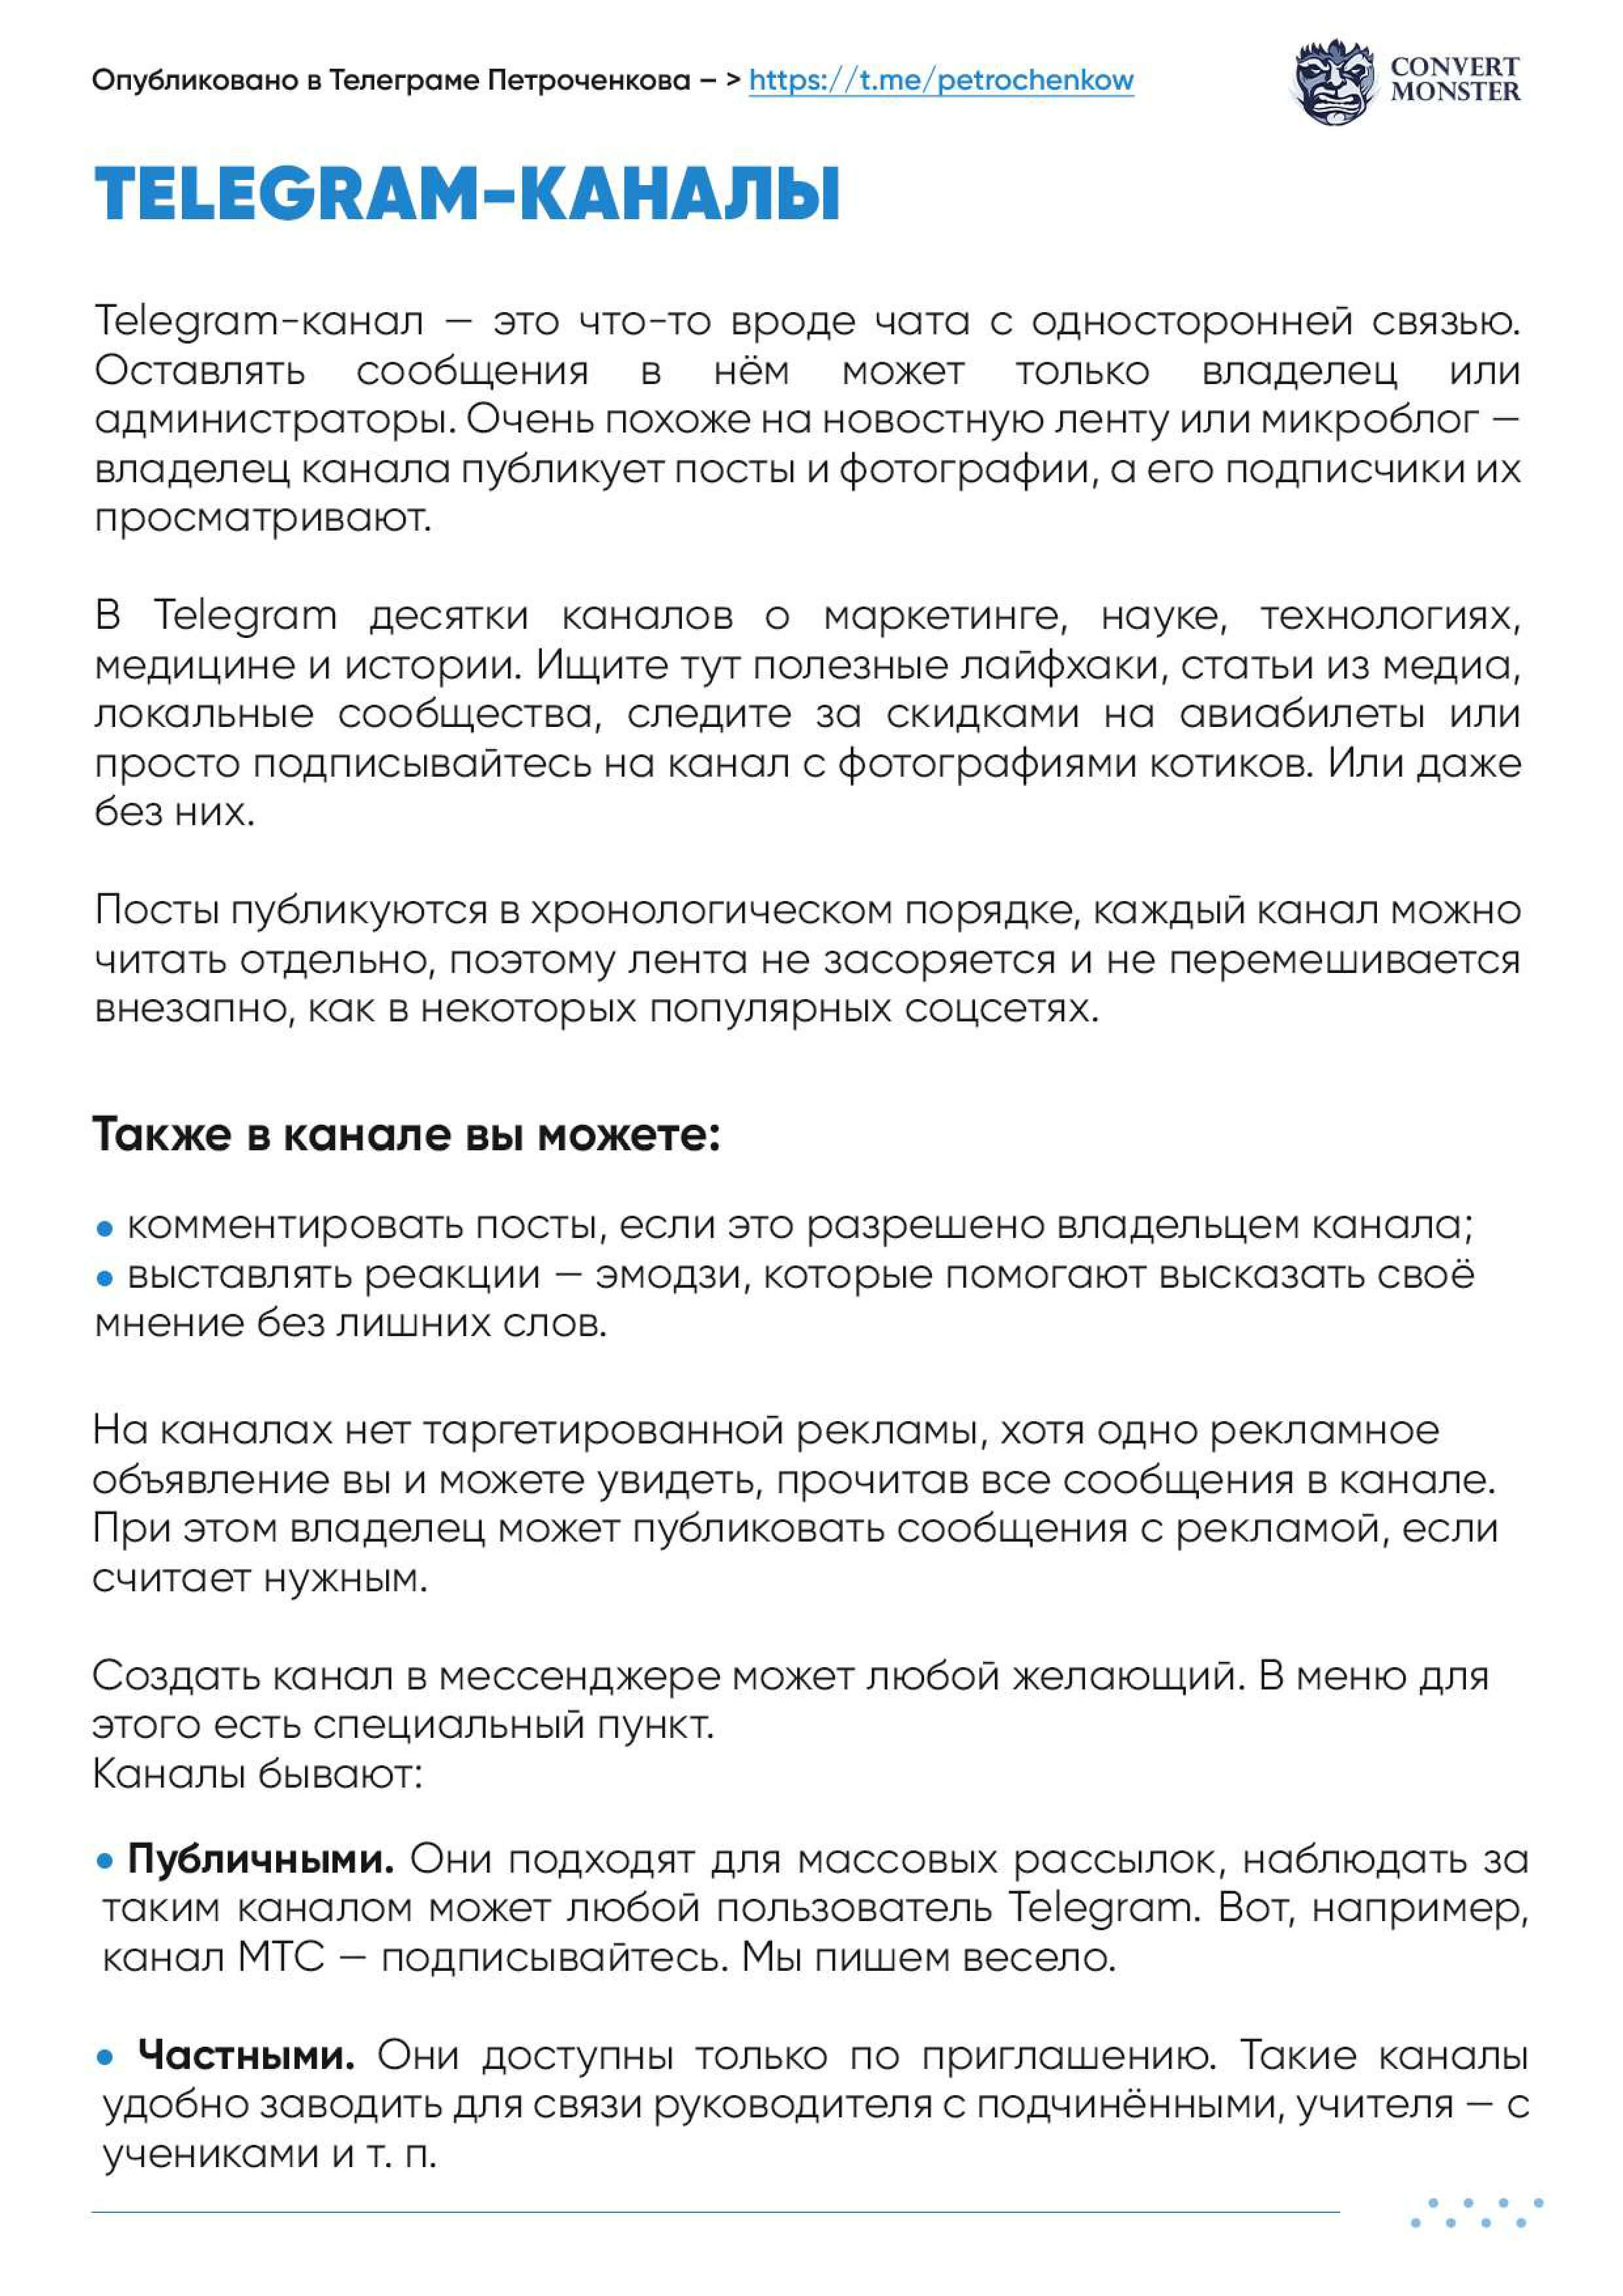 Опубликовано в Телеграме Петроченкова – > https://t.me/petrochenkow
CONVERT
MONSTER
TELEGRAM-КАНАЛЫ
Telegram-канал — это что-то вроде чата с односторонней связью.
Оставлять сообщения в нём может только владелец или
администраторы. Очень похоже на новостную ленту или микроблог —
владелец канала публикует посты и фотографии, а его подписчики их
просматривают.
В Telegram десятки каналов о маркетинге, науке, технологиях,
медицине и истории. Ищите тут полезные лайфхаки, статьи из медиа,
локальные сообщества, следите за скидками на авиабилеты или
просто подписывайтесь на канал с фотографиями котиков. Или даже
без них.
Посты публикуются в хронологическом порядке, каждый канал можно
читать отдельно, поэтому лента не засоряется и не перемешивается
внезапно, как в некоторых популярных соцсетях.
Также в канале вы можете:
• комментировать посты, если это разрешено владельцем канала;
• выставлять реакции — эмодзи, которые помогают высказать своё
мнение без лишних слов.
На каналах нет таргетированной рекламы, хотя одно рекламное
объявление вы и можете увидеть, прочитав все сообщения в канале.
При этом владелец может публиковать сообщения с рекламой, если
считает нужным.
Создать канал в мессенджере может любой желающий. В меню для
этого есть специальный пункт.
Каналы бывают:
• Публичными. Они подходят для массовых рассылок, наблюдать за
таким каналом может любой пользователь Telegram. Вот, например,
канал МТС — подписывайтесь. Мы пишем весело.
• Частными. Они доступны только по приглашению. Такие каналы
удобно заводить для связи руководителя с подчинёнными, учителя — с
учениками и т. п.